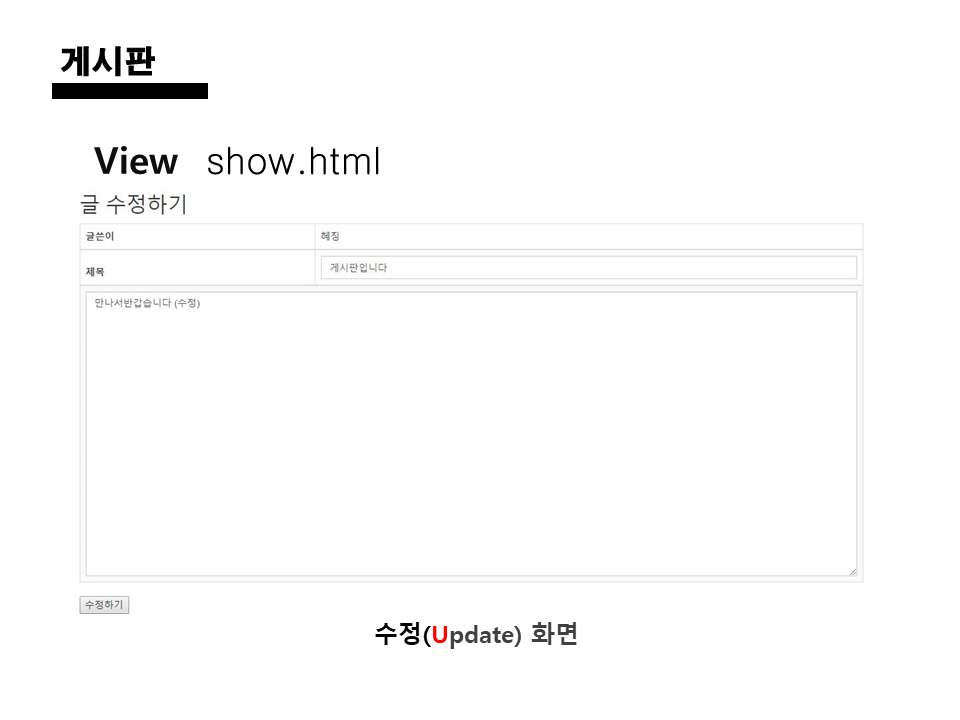 게시판
View show.html
글 수정하기
글쓴이 혜징
제목 게시판입니다
만나서반갑습니다 (수정)
수정하기
수정(Update) 화면